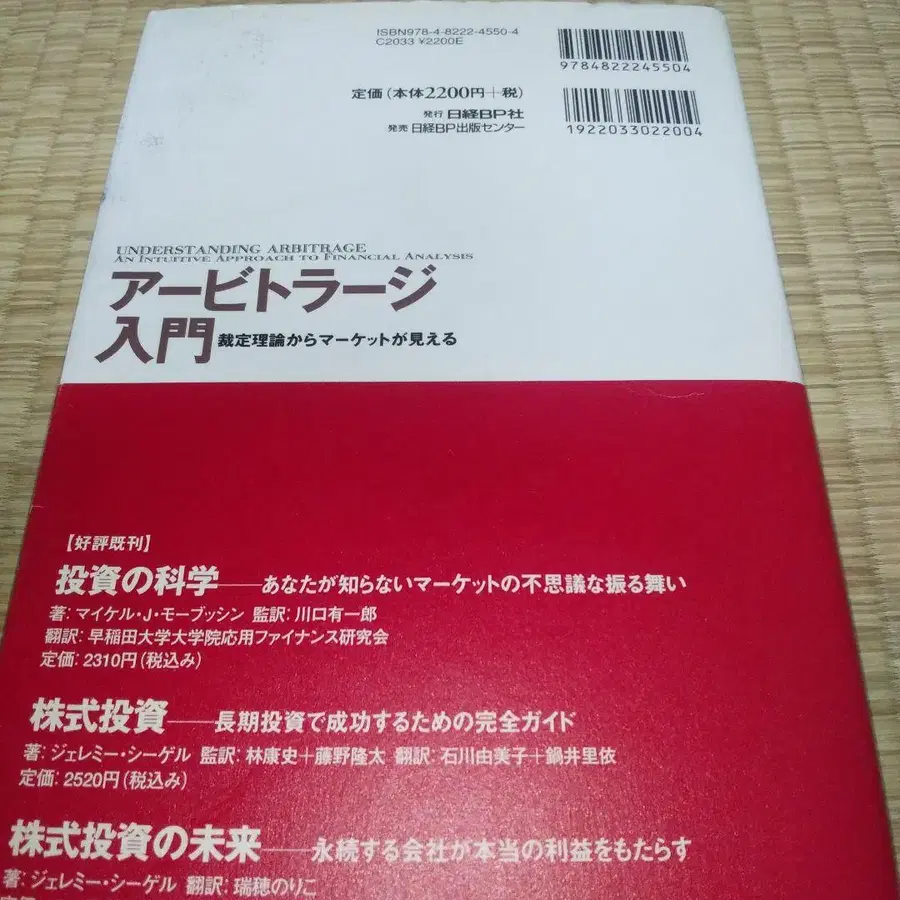 ISBN978-4-8222-4550-4
C2033 ¥2200E
9784822245504
定価(本体2200円+税)
発行 日経BP社
発売 日経BP出版センター
1922033022004
UNDERSTANDING ARBITRAGE
AN INTUITIVE APPROACH TO FINANCIAL ANALYSIS
アービトラージ
入門 裁定理論からマーケットが見える
【好評既刊】
投資の科学――あなたが知らないマーケットの不思議な振る舞い
著:マイケル・J・モーブッシン 監訳:川口有一郎
翻訳:早稲田大学大学院応用ファイナンス研究会
定価:2310円(税込み)
株式投資――長期投資で成功するための完全ガイド
著:ジェレミー・シーゲル 監訳:林康史+藤野隆太 翻訳:石川由美子+鍋井里依
定価:2520円(税込み)
株式投資の未来――永続する会社が本当の利益をもたらす
著:ジェレミー・シーゲル 翻訳:瑞穂のりこ